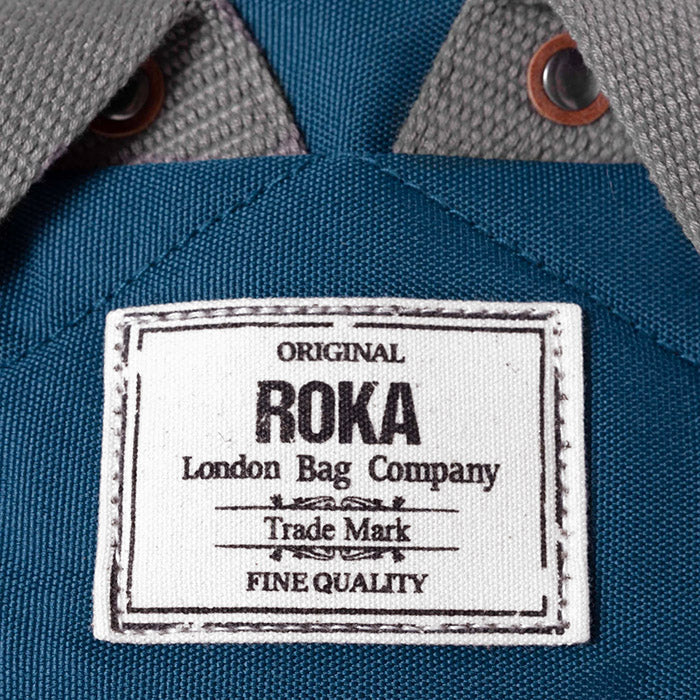 ORIGINAL
ROKA
London Bag Company
Trade Mark
FINE QUALITY